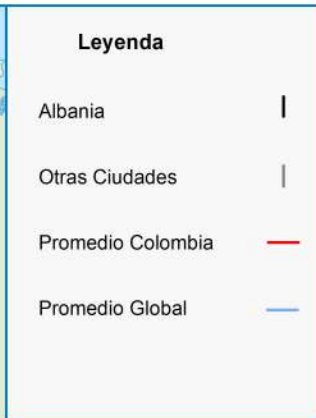 Leyenda
Albania
Otras Ciudades
Promedio Colombia
Promedio Global